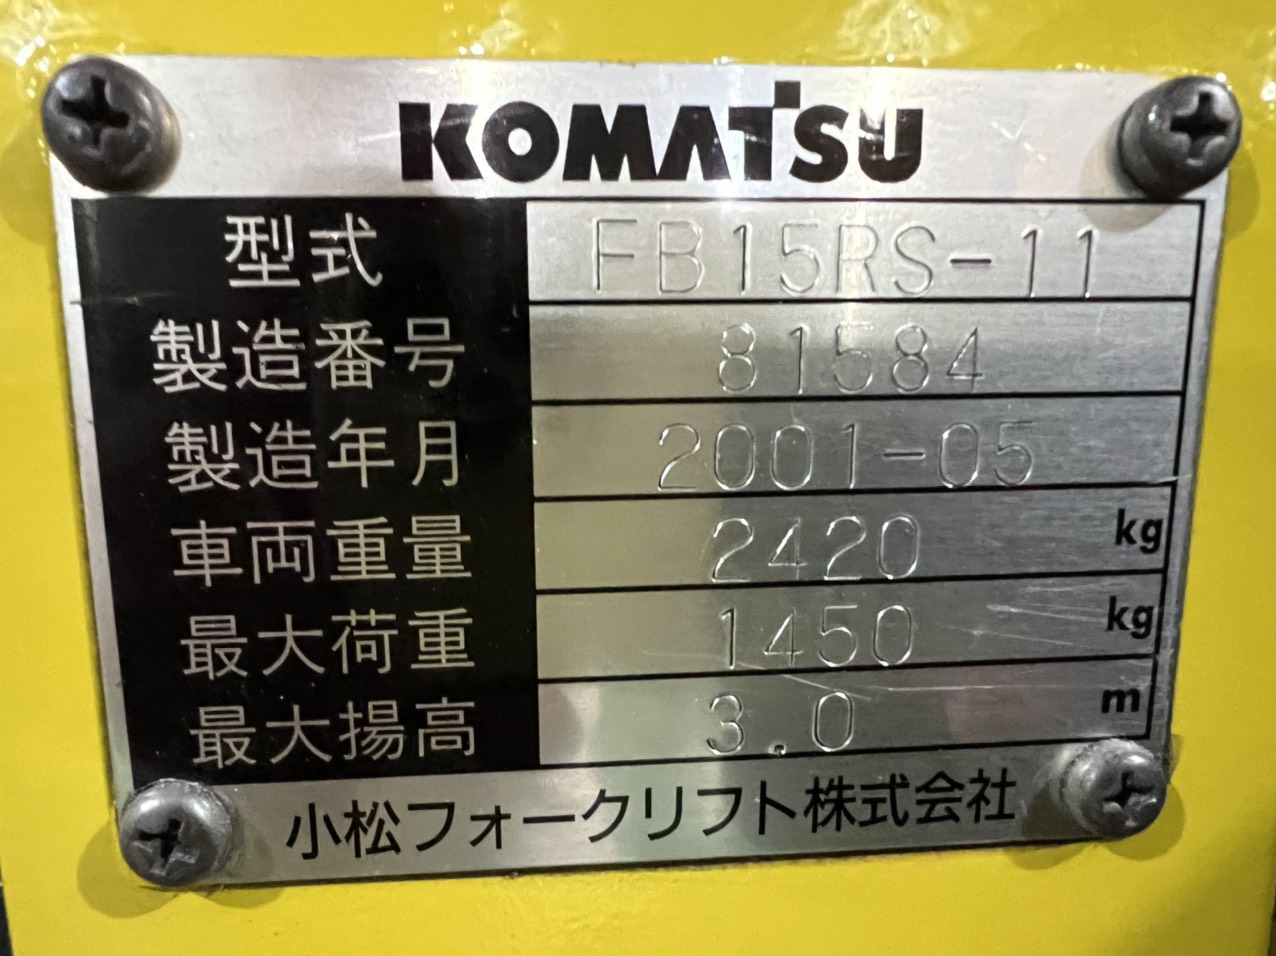 KOMATSU
型式 FB15RS-11
製造番号 81584
製造年月 2001-05
車両重量 2420 kg
最大荷重 1450 kg
最大揚高 3.0 m
小松フォークリフト株式会社